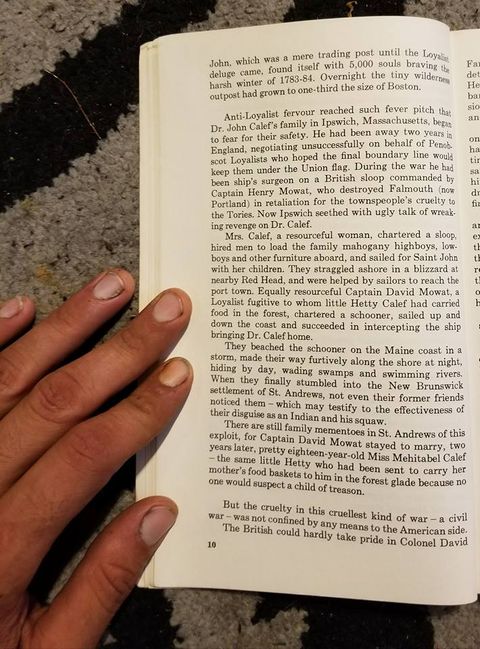 John, which was a mere trading post until the Loyalist
deluge came, found itself with 5,000 souls braving the
harsh winter of 1783-84. Overnight the tiny wilderness
outpost had grown to one-third the size of Boston.
Anti-Loyalist fervour reached such fever pitch that
Dr. John Calef's family in Ipswich, Massachusetts, began
to fear for their safety. He had been away two years in
England, negotiating unsuccessfully on behalf of Penob-
scot Loyalists who hoped the final boundary line would
keep them under the Union flag. During the war he had
been ship's surgeon on a British sloop commanded by
Captain Henry Mowat, who destroyed Falmouth (now
Portland) in retaliation for the townspeople's cruelty to
the Tories. Now Ipswich seethed with ugly talk of wreak-
ing revenge on Dr. Calef.
Mrs. Calef, a resourceful woman, chartered a sloop,
hired men to load the family mahogany highboys, low-
boys and other furniture aboard, and sailed for Saint John
with her children. They straggled ashore in a blizzard at
nearby Red Head, and were helped by sailors to reach the
port town. Equally resourceful Captain David Mowat, a
Loyalist fugitive to whom little Hetty Calef had carried
food in the forest, chartered a schooner, sailed up and
down the coast and succeeded in intercepting the ship
bringing Dr. Calef home.
They beached the schooner on the Maine coast in a
storm, made their way furtively along the shore at night,
hiding by day, wading swamps and swimming rivers.
When they finally stumbled into the New Brunswick
settlement of St. Andrews, not even their former friends
noticed them – which may testify to the effectiveness of
their disguise as an Indian and his squaw.
There are still family mementoes in St. Andrews of this
exploit, for Captain David Mowat stayed to marry, two
years later, pretty eighteen-year-old Miss Mehitabel Calef
– the same little Hetty who had been sent to carry her
mother's food baskets to him in the forest glade because no
one would suspect a child of treason.
But the cruelty in this cruellest kind of war – a civil
war – was not confined by any means to the American side.
The British could hardly take pride in Colonel David
10